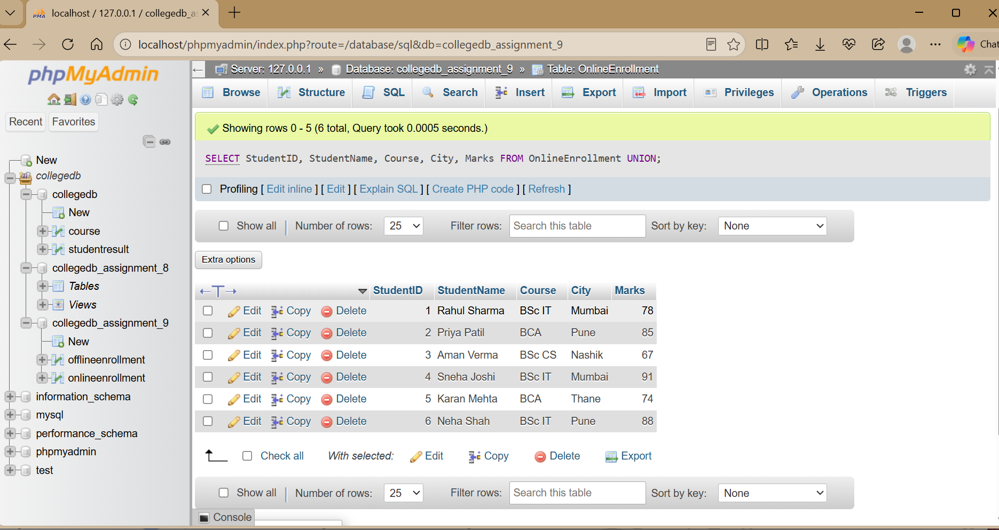 localhost / 127.0.0.1 / collegedb_as
localhost/phpmyadmin/index.php?route=/database/sql&db=collegedb_assignment_9
Chat
phpMyAdmin
Recent Favorites
New
collegedb
collegedb
New
course
studentresult
collegedb_assignment_8
Tables
Views
collegedb_assignment_9
New
offlineenrollment
onlineenrollment
information_schema
mysql
performance_schema
phpmyadmin
test
Server: 127.0.0.1 » Database: collegedb_assignment_9 » Table: OnlineEnrollment
Browse Structure SQL Search Insert Export Import Privileges Operations Triggers
Showing rows 0 - 5 (6 total, Query took 0.0005 seconds.)
SELECT StudentID, StudentName, Course, City, Marks FROM OnlineEnrollment UNION;
Profiling [ Edit inline ] [ Edit ] [ Explain SQL ] [ Create PHP code ] [ Refresh ]
Show all | Number of rows: 25 Filter rows: Search this table Sort by key: None
Extra options
←T→ StudentID StudentName Course City Marks
Edit Copy Delete 1 Rahul Sharma BSc IT Mumbai 78
Edit Copy Delete 2 Priya Patil BCA Pune 85
Edit Copy Delete 3 Aman Verma BSc CS Nashik 67
Edit Copy Delete 4 Sneha Joshi BSc IT Mumbai 91
Edit Copy Delete 5 Karan Mehta BCA Thane 74
Edit Copy Delete 6 Neha Shah BSc IT Pune 88
Check all With selected: Edit Copy Delete Export
Show all | Number of rows: 25 Filter rows: Search this table Sort by key: None
Console